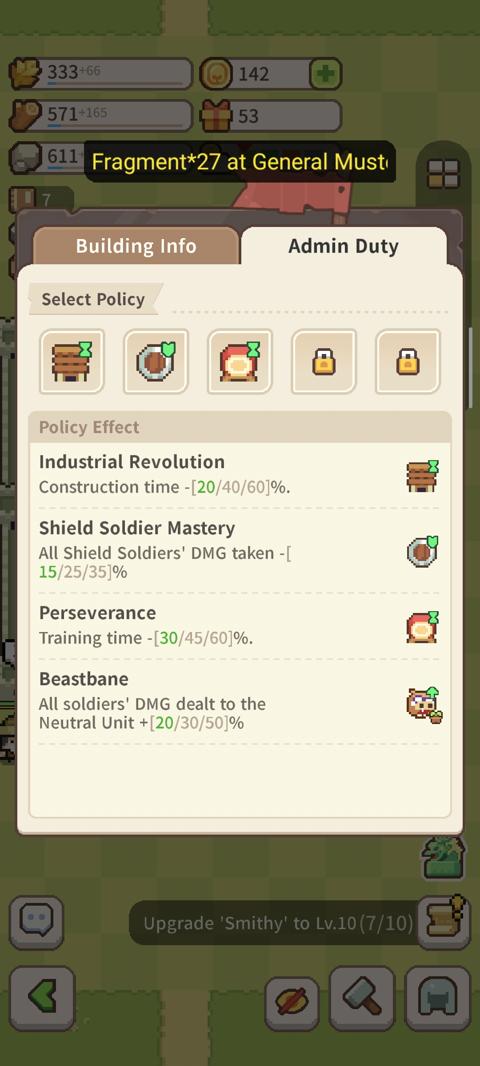 333+66
142
571+165
53
611+
Fragment*27 at General Must
7
Building Info
Admin Duty
Select Policy
Policy Effect
Industrial Revolution
Construction time -[20/40/60]%.
Shield Soldier Mastery
All Shield Soldiers' DMG taken -[
15/25/35]%
Perseverance
Training time -[30/45/60]%.
Beastbane
All soldiers' DMG dealt to the
Neutral Unit +[20/30/50]%
Upgrade 'Smithy' to Lv.10(7/10)